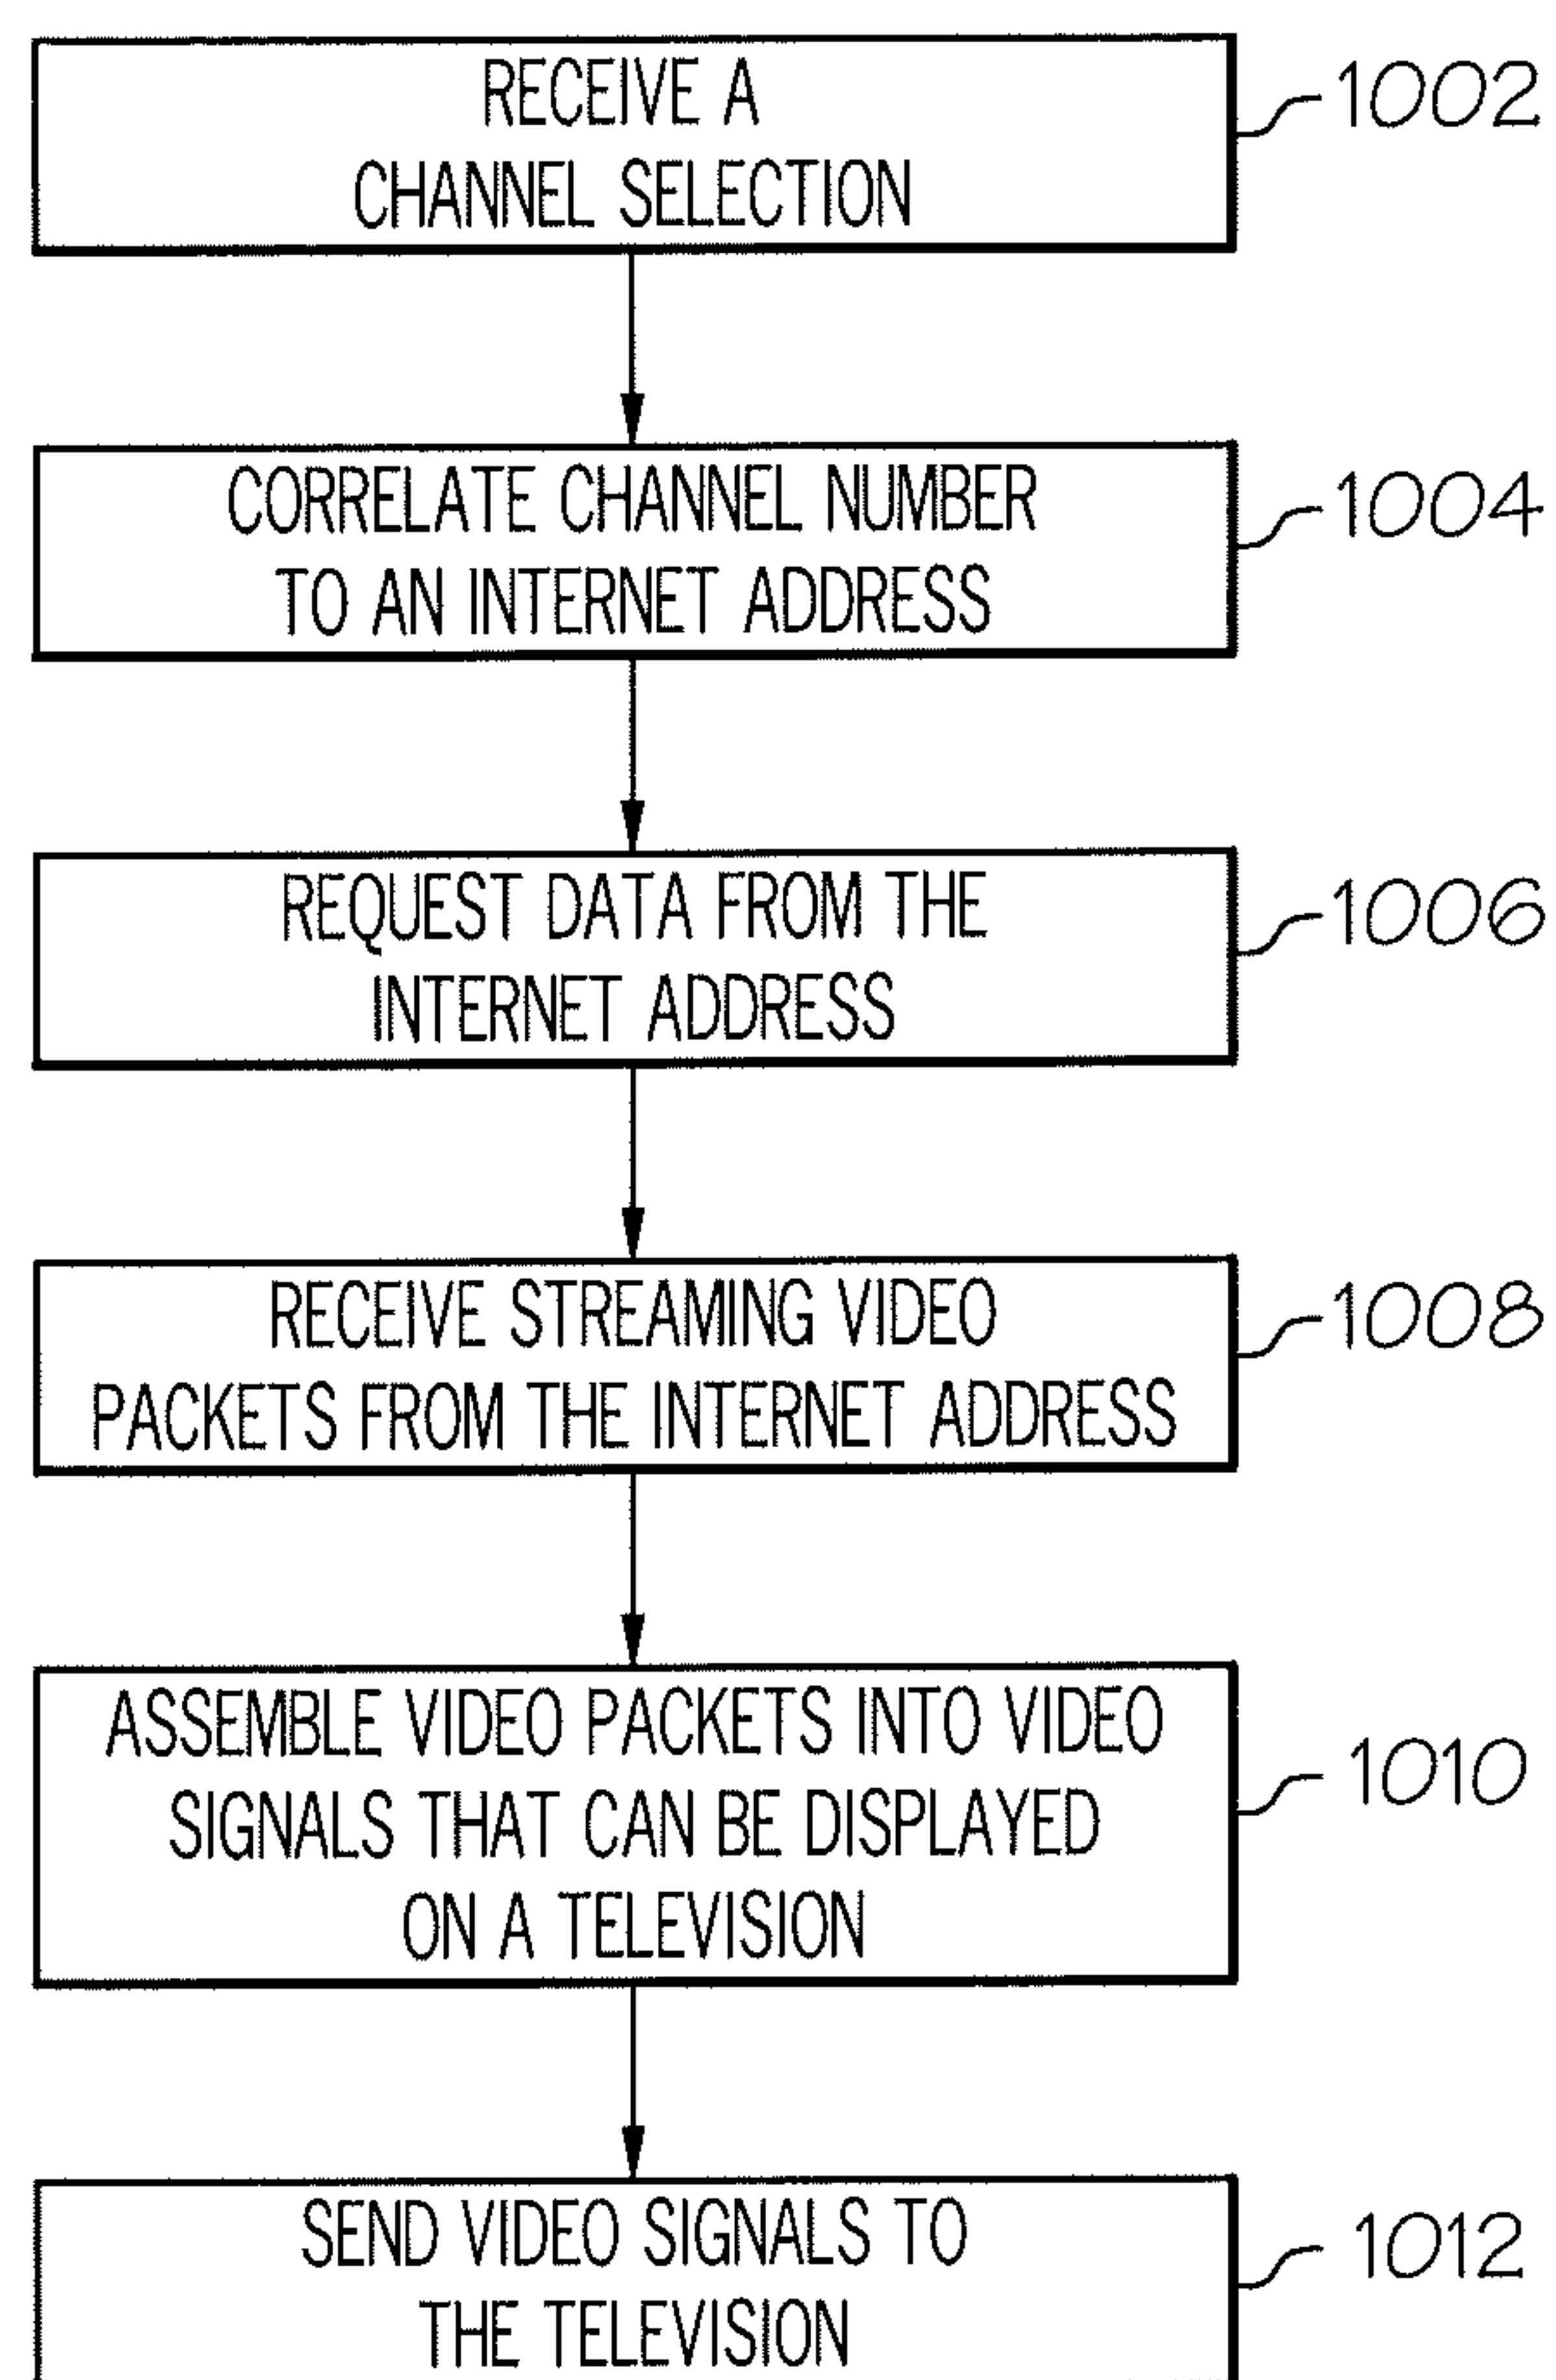 RECEIVE A
CHANNEL SELECTION
1002
CORRELATE CHANNEL NUMBER
TO AN INTERNET ADDRESS
1004
REQUEST DATA FROM THE
INTERNET ADDRESS
1006
RECEIVE STREAMING VIDEO
PACKETS FROM THE INTERNET ADDRESS
1008
ASSEMBLE VIDEO PACKETS INTO VIDEO
SIGNALS THAT CAN BE DISPLAYED
ON A TELEVISION
1010
SEND VIDEO SIGNALS TO
THE TELEVISION
1012